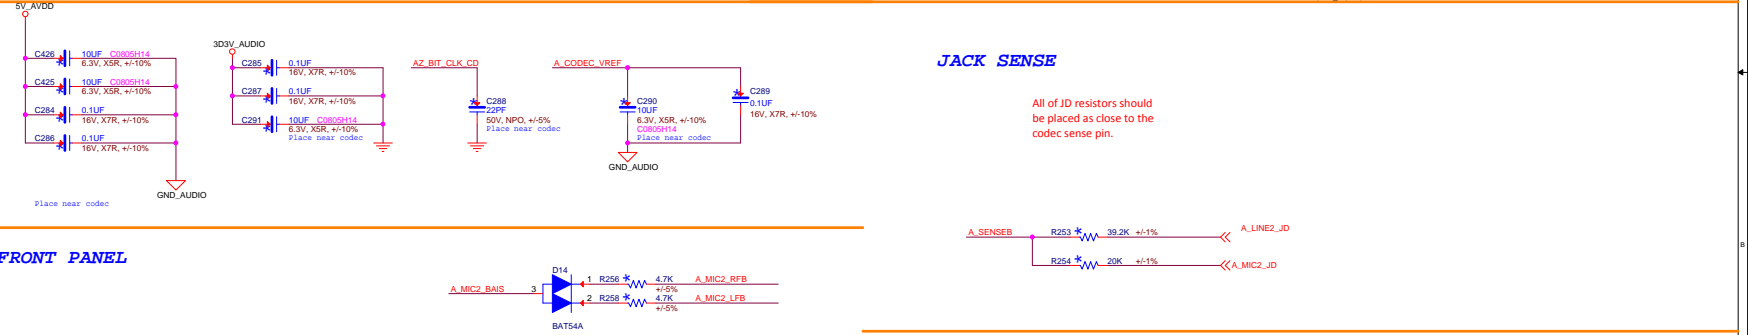 5V_AVDD
C426
10UF C0805H14
6.3V, X5R, +/-10%
C425
10UF C0805H14
6.3V, X5R, +/-10%
C284
0.1UF
16V, X7R, +/-10%
C286
0.1UF
16V, X7R, +/-10%
GND_AUDIO
Place near codec
3D3V_AUDIO
C285
0.1UF
16V, X7R, +/-10%
C287
0.1UF
16V, X7R, +/-10%
C291
10UF C0805H14
6.3V, X5R, +/-10%
Place near codec
AZ_BIT_CLK_CD
C288
22PF
50V, NPO, +/-5%
Place near codec
A_CODEC_VREF
C290
10UF
6.3V, X5R, +/-10%
C0805H14
Place near codec
GND_AUDIO
C289
0.1UF
16V, X7R, +/-10%
JACK SENSE
All of JD resistors should
be placed as close to the
codec sense pin.
A_SENSEB
R253 39.2K +/-1%
A_LINE2_JD
R254 20K +/-1%
A_MIC2_JD
B
FRONT PANEL
A_MIC2_BAIS
3
D14
1 R256 4.7K A_MIC2_RFB
+/-5%
2 R258 4.7K A_MIC2_LFB
+/-5%
BAT54A